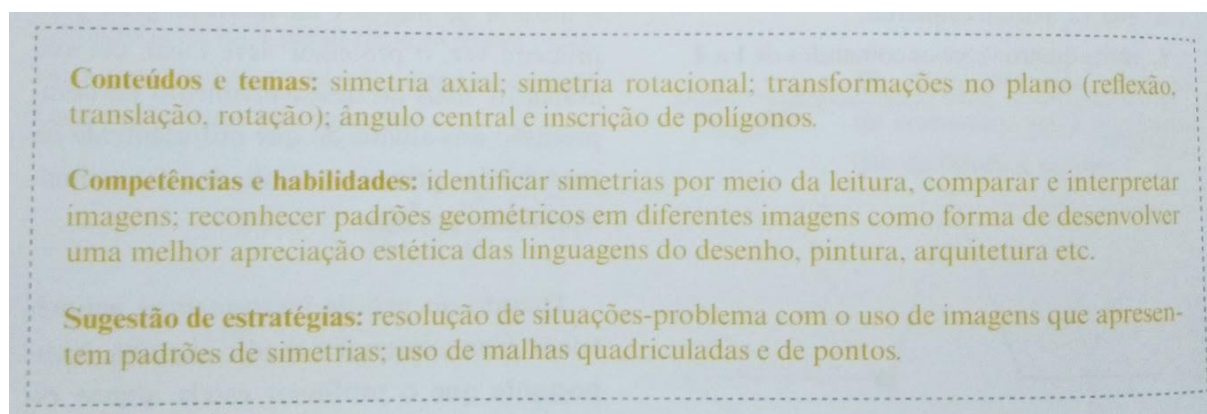 Conteúdos e temas: simetria axial; simetria rotacional; transformações no plano (reflexão,
translação, rotação); ângulo central e inscrição de polígonos.
Competências e habilidades: identificar simetrias por meio da leitura, comparar e interpretar
imagens; reconhecer padrões geométricos em diferentes imagens como forma de desenvolver
uma melhor apreciação estética das linguagens do desenho, pintura, arquitetura etc.
Sugestão de estratégias: resolução de situações-problema com o uso de imagens que apresen-
tem padrões de simetrias; uso de malhas quadriculadas e de pontos.